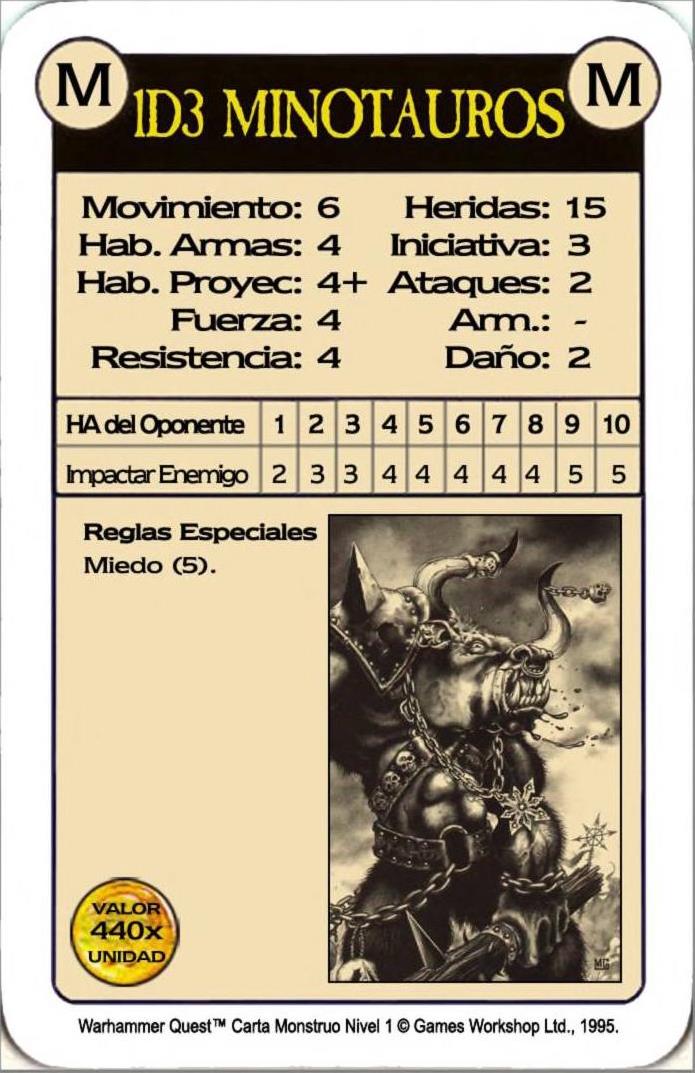 M 1D3 MINOTAUROS M
Movimiento: 6 Heridas: 15
Hab. Armas: 4 Iniciativa: 3
Hab. Proyec: 4+ Ataques: 2
Fuerza: 4 Arm.: -
Resistencia: 4 Daño: 2
HA del Oponente 1 2 3 4 5 6 7 8 9 10
Impactar Enemigo 2 3 3 4 4 4 4 4 5 5
Reglas Especiales
Miedo (5).
VALOR
440x
UNIDAD
MG
Warhammer Quest™ Carta Monstruo Nivel 1 © Games Workshop Ltd., 1995.